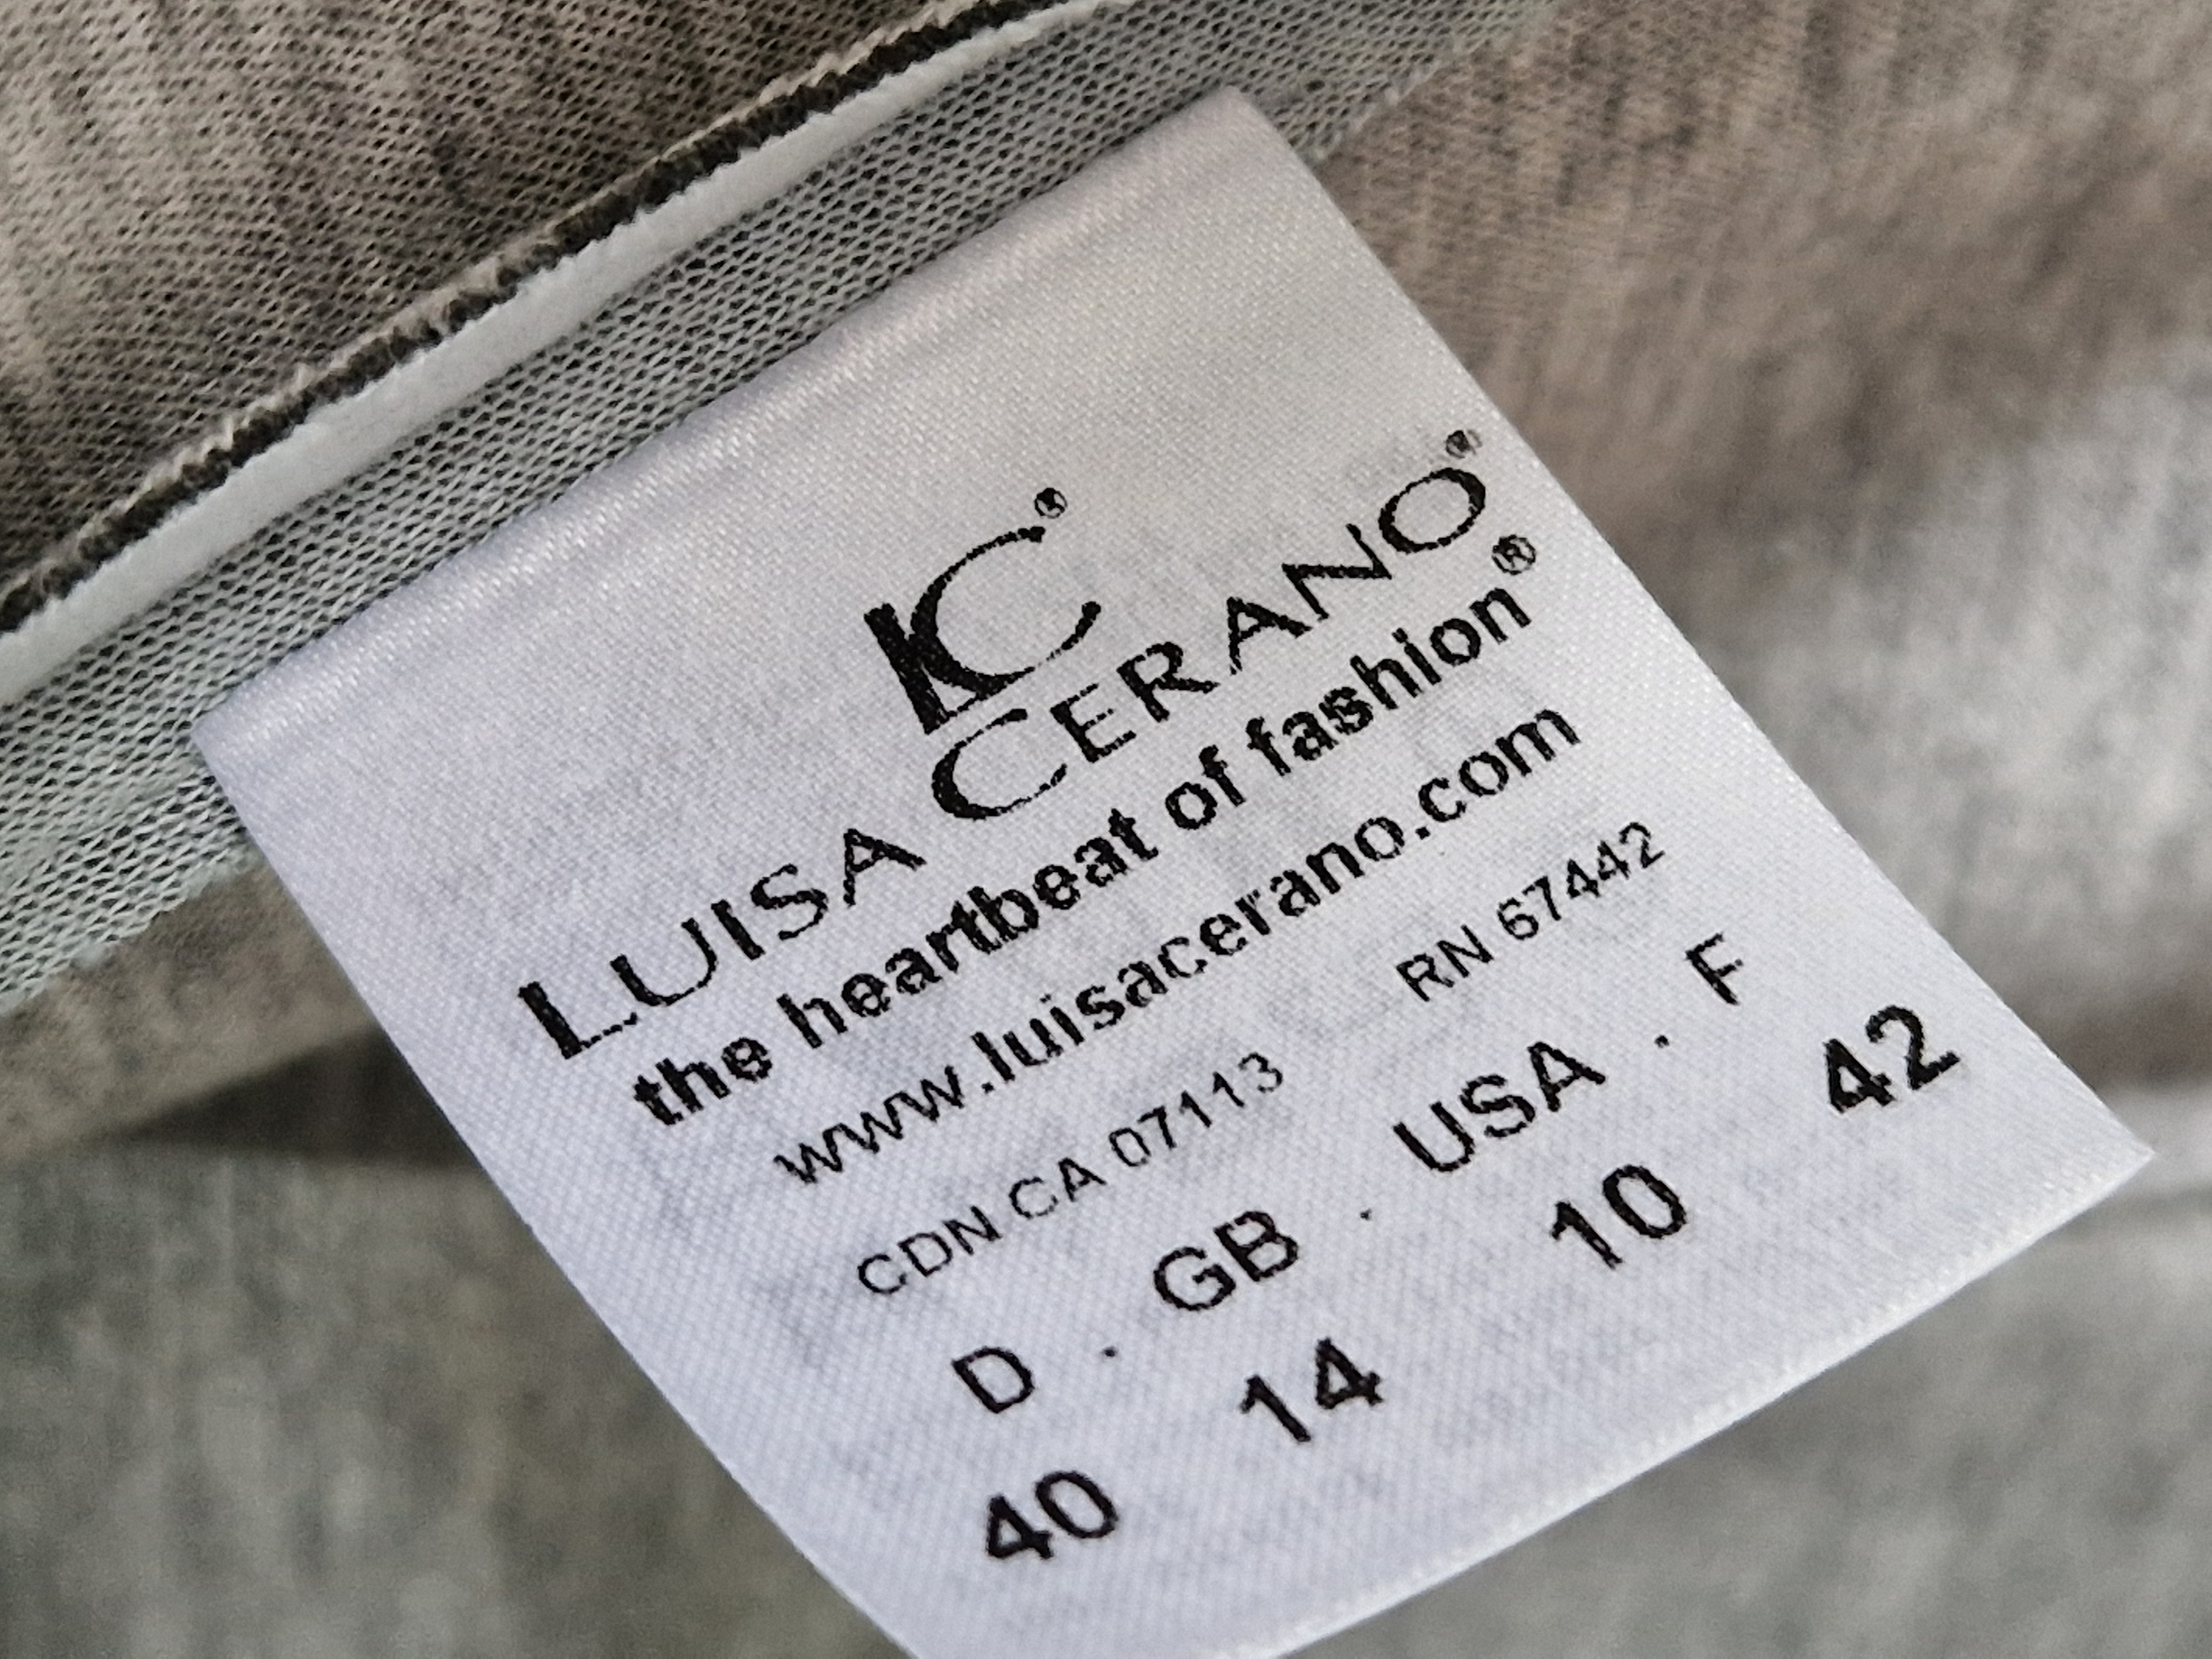 LC®
LUISA CERANO®
the heartbeat of fashion®
www.luisacerano.com
CDN CA 07113 RN 67442
D . GB . USA . F
40 14 10 42